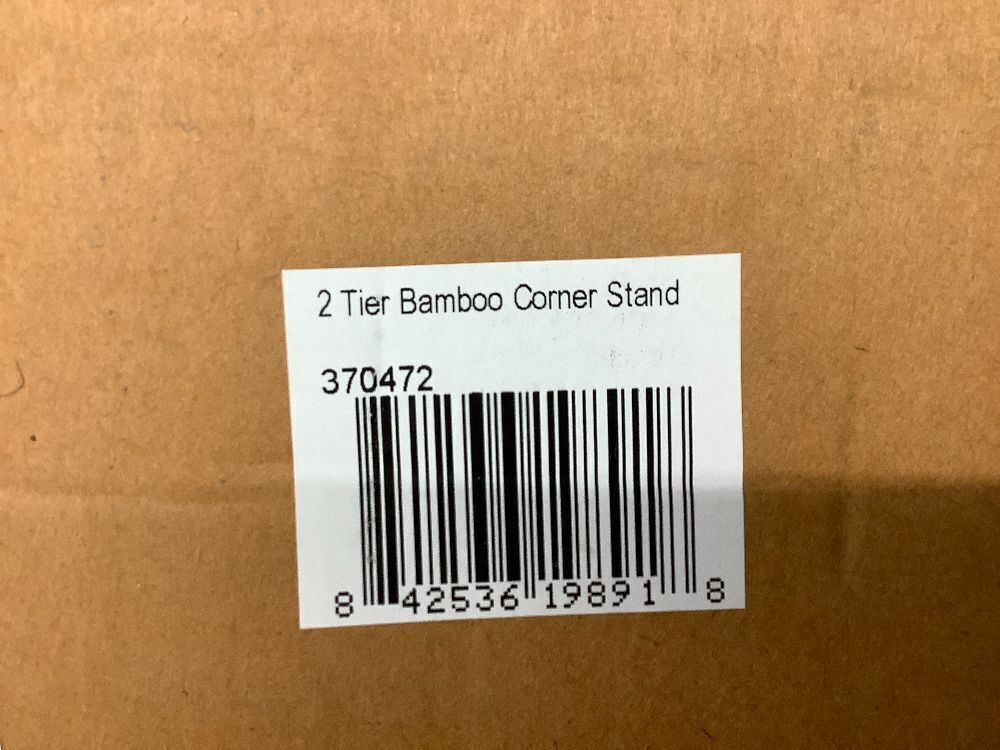 2 Tier Bamboo Corner Stand
370472
8 42536 19891 8